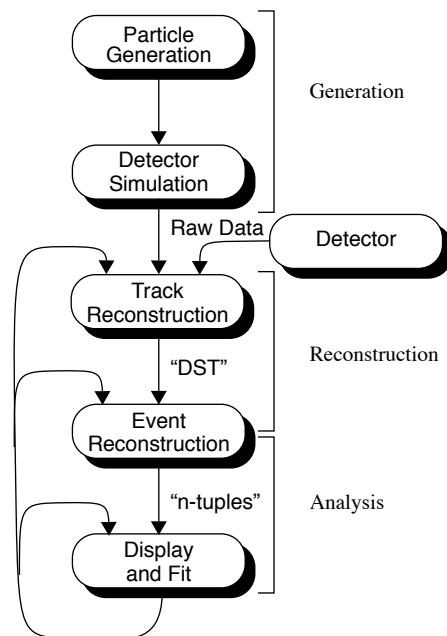 Particle
Generation
Generation
Detector
Simulation
Raw Data
Detector
Track
Reconstruction
Reconstruction
“DST”
Event
Reconstruction
“n-tuples”
Analysis
Display
and Fit